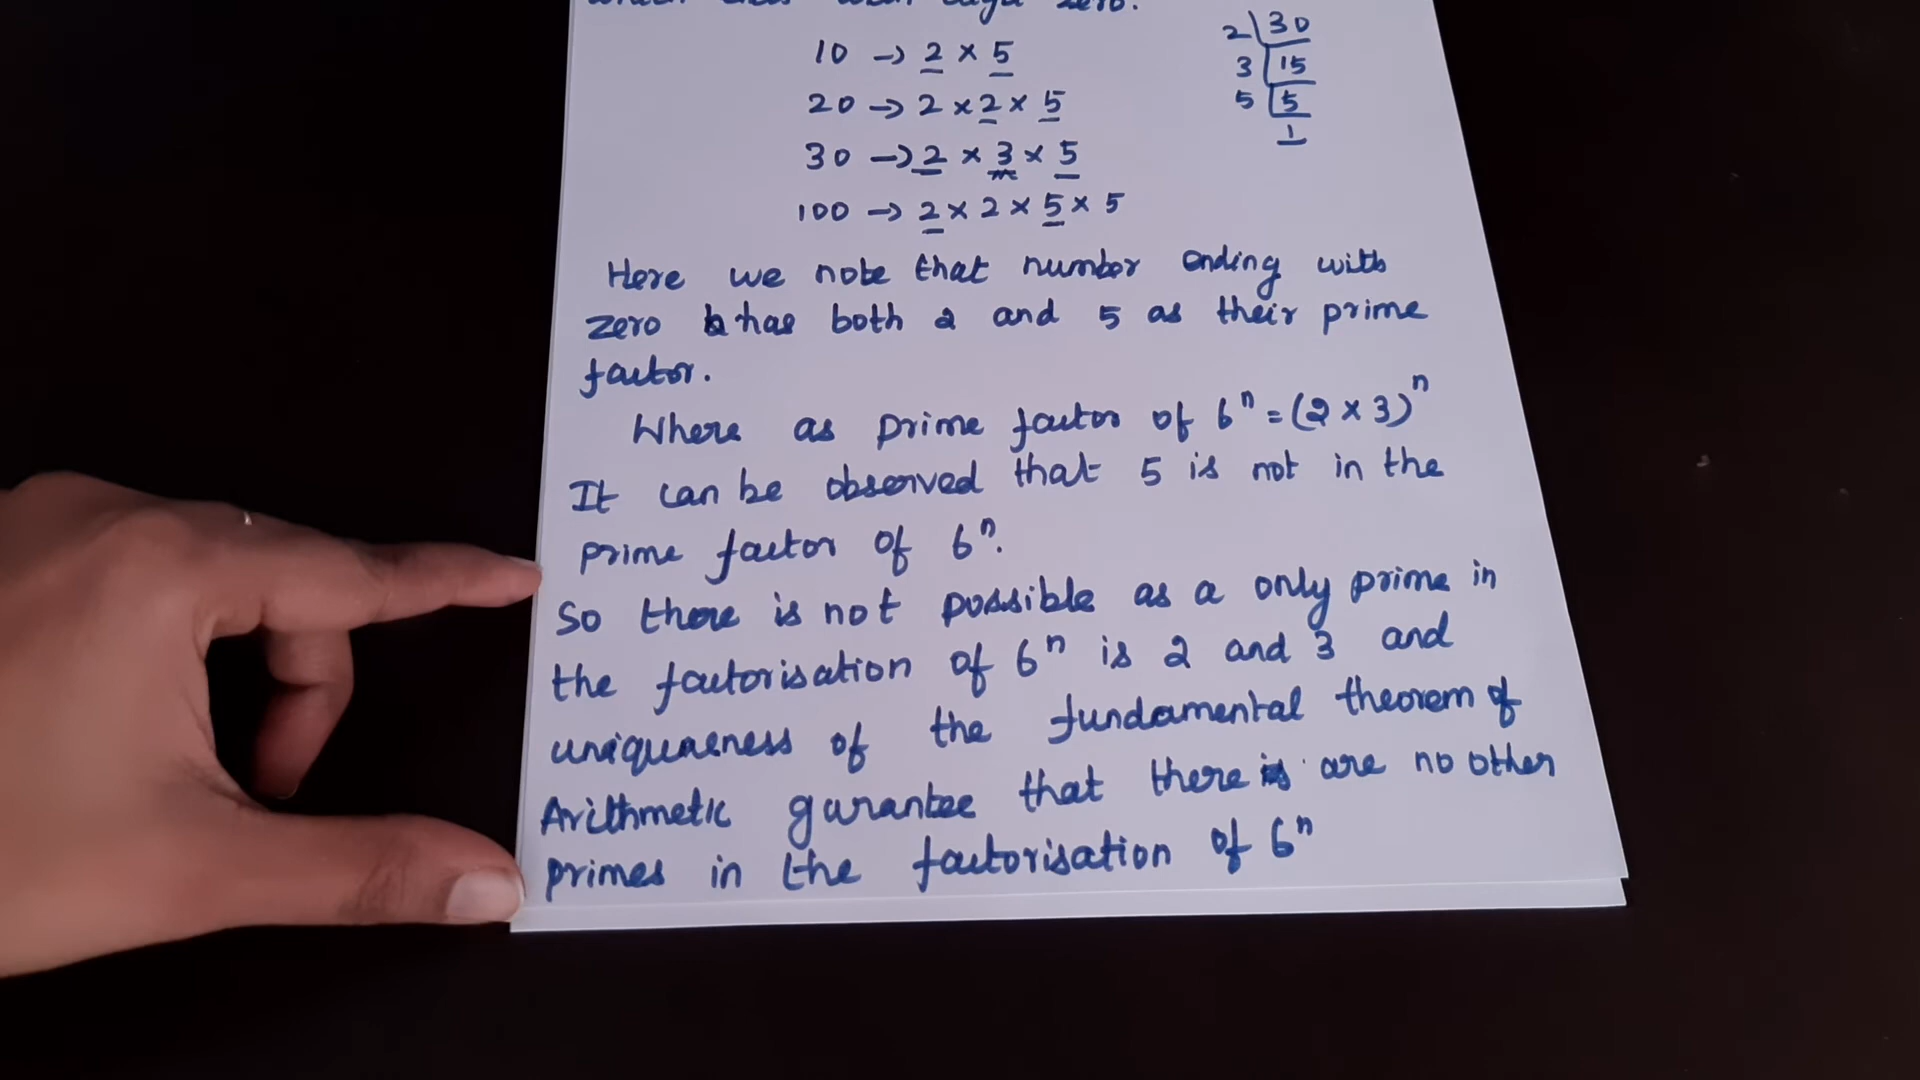 zero.
10 → 2 × 5
20 → 2 × 2 × 5
30 → 2 × 3 × 5
100 → 2 × 2 × 5 × 5
2 30
3 15
5 5
1
Here we note that number ending with
zero has both 2 and 5 as their prime
factor.
Where as prime factor of 6ⁿ = (2 × 3)ⁿ
It can be observed that 5 is not in the
prime factor of 6ⁿ.
So there is not possible as a only prime in
the factorisation of 6ⁿ is 2 and 3 and
uniquaeness of the fundamental theorem of
Arithmetic gurantee that there are no other
primes in the factorisation of 6ⁿ